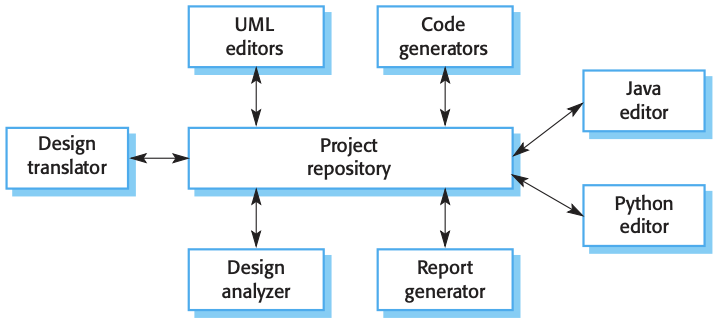 UML
editors
Code
generators
Java
editor
Design
translator
Project
repository
Python
editor
Design
analyzer
Report
generator